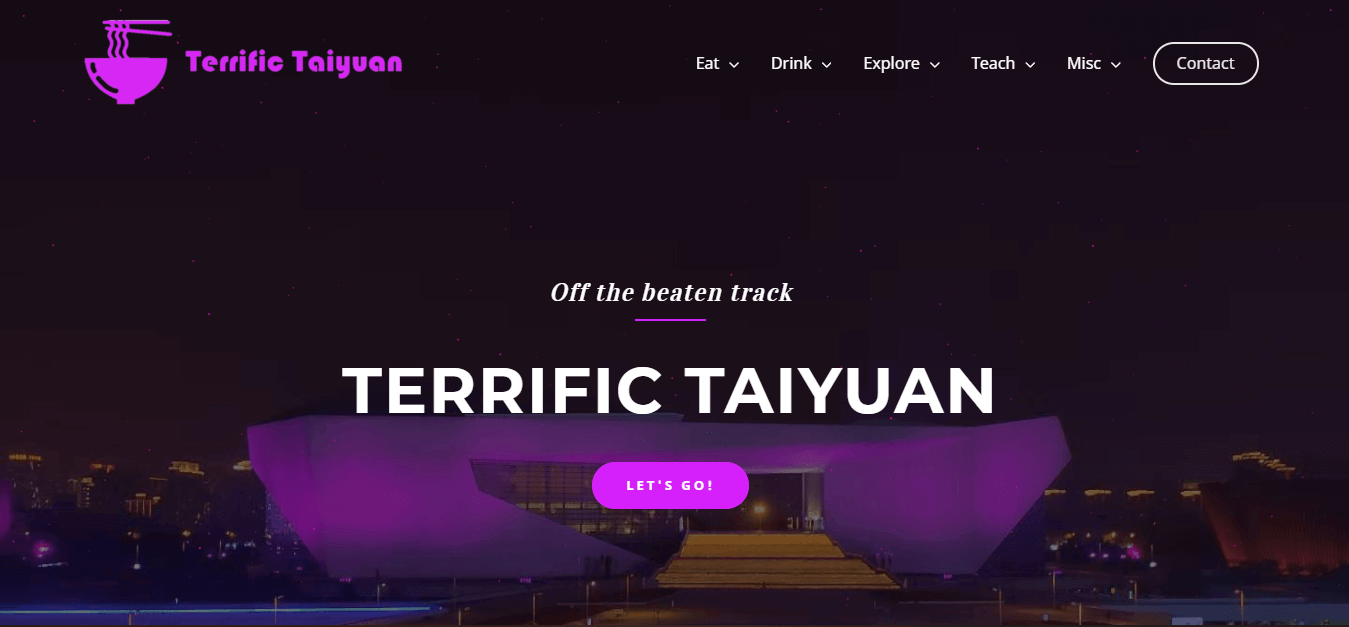 Terrific Taiyuan
Eat Drink Explore Teach Misc Contact
Off the beaten track
TERRIFIC TAIYUAN
LET'S GO!